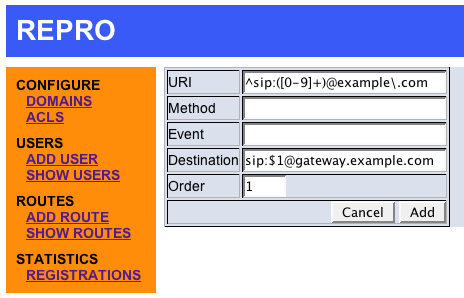 REPRO
CONFIGURE
DOMAINS
ACLS
USERS
ADD USER
SHOW USERS
ROUTES
ADD ROUTE
SHOW ROUTES
STATISTICS
REGISTRATIONS
URI ^sip:([0-9]+)@example\.com
Method
Event
Destination sip:$1@gateway.example.com
Order 1
Cancel Add